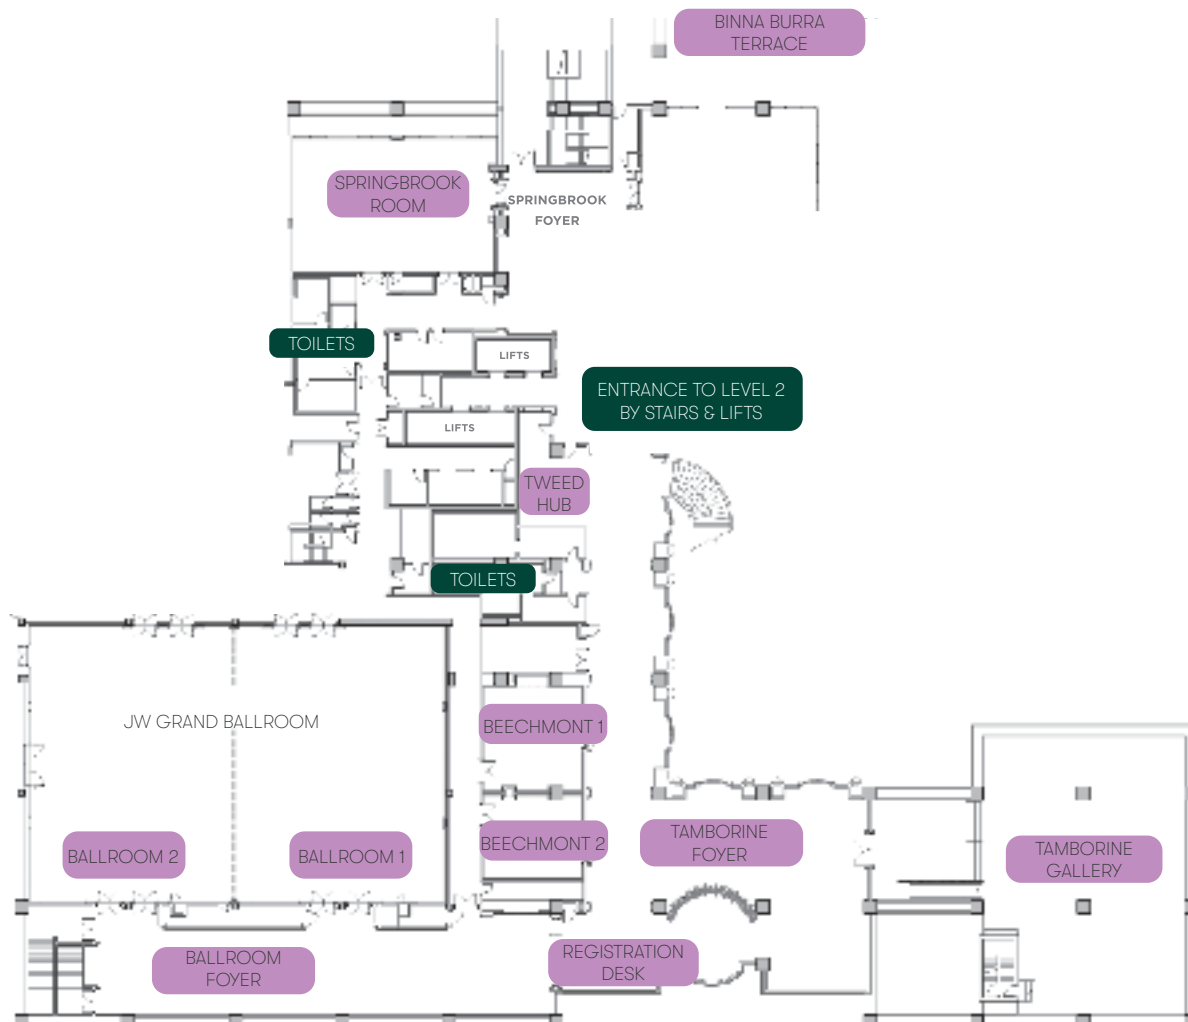 BINNA BURRA
TERRACE
SPRINGBROOK
ROOM
SPRINGBROOK
FOYER
TOILETS
LIFTS
ENTRANCE TO LEVEL 2
BY STAIRS & LIFTS
LIFTS
TWEED
HUB
TOILETS
JW GRAND BALLROOM
BEECHMONT 1
BALLROOM 2
BALLROOM 1
BEECHMONT 2
TAMBORINE
FOYER
TAMBORINE
GALLERY
BALLROOM
FOYER
REGISTRATION
DESK